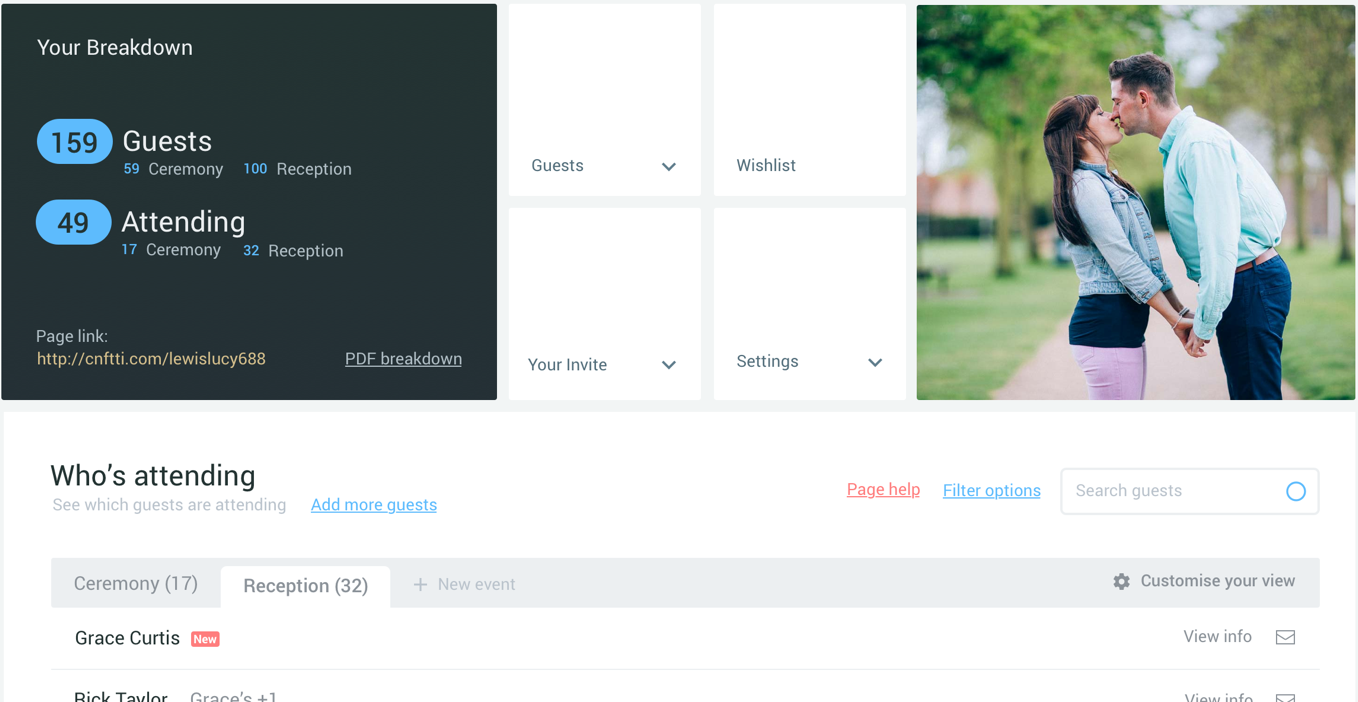 Your Breakdown
159 Guests
59 Ceremony 100 Reception
49 Attending
17 Ceremony 32 Reception
Page link:
http://cnftti.com/lewislucy688 PDF breakdown
Guests
Wishlist
Your Invite
Settings
Who's attending
See which guests are attending Add more guests
Page help Filter options Search guests
Ceremony (17) Reception (32) + New event Customise your view
Grace Curtis New View info
Rick Taylor Grace's +1 View info